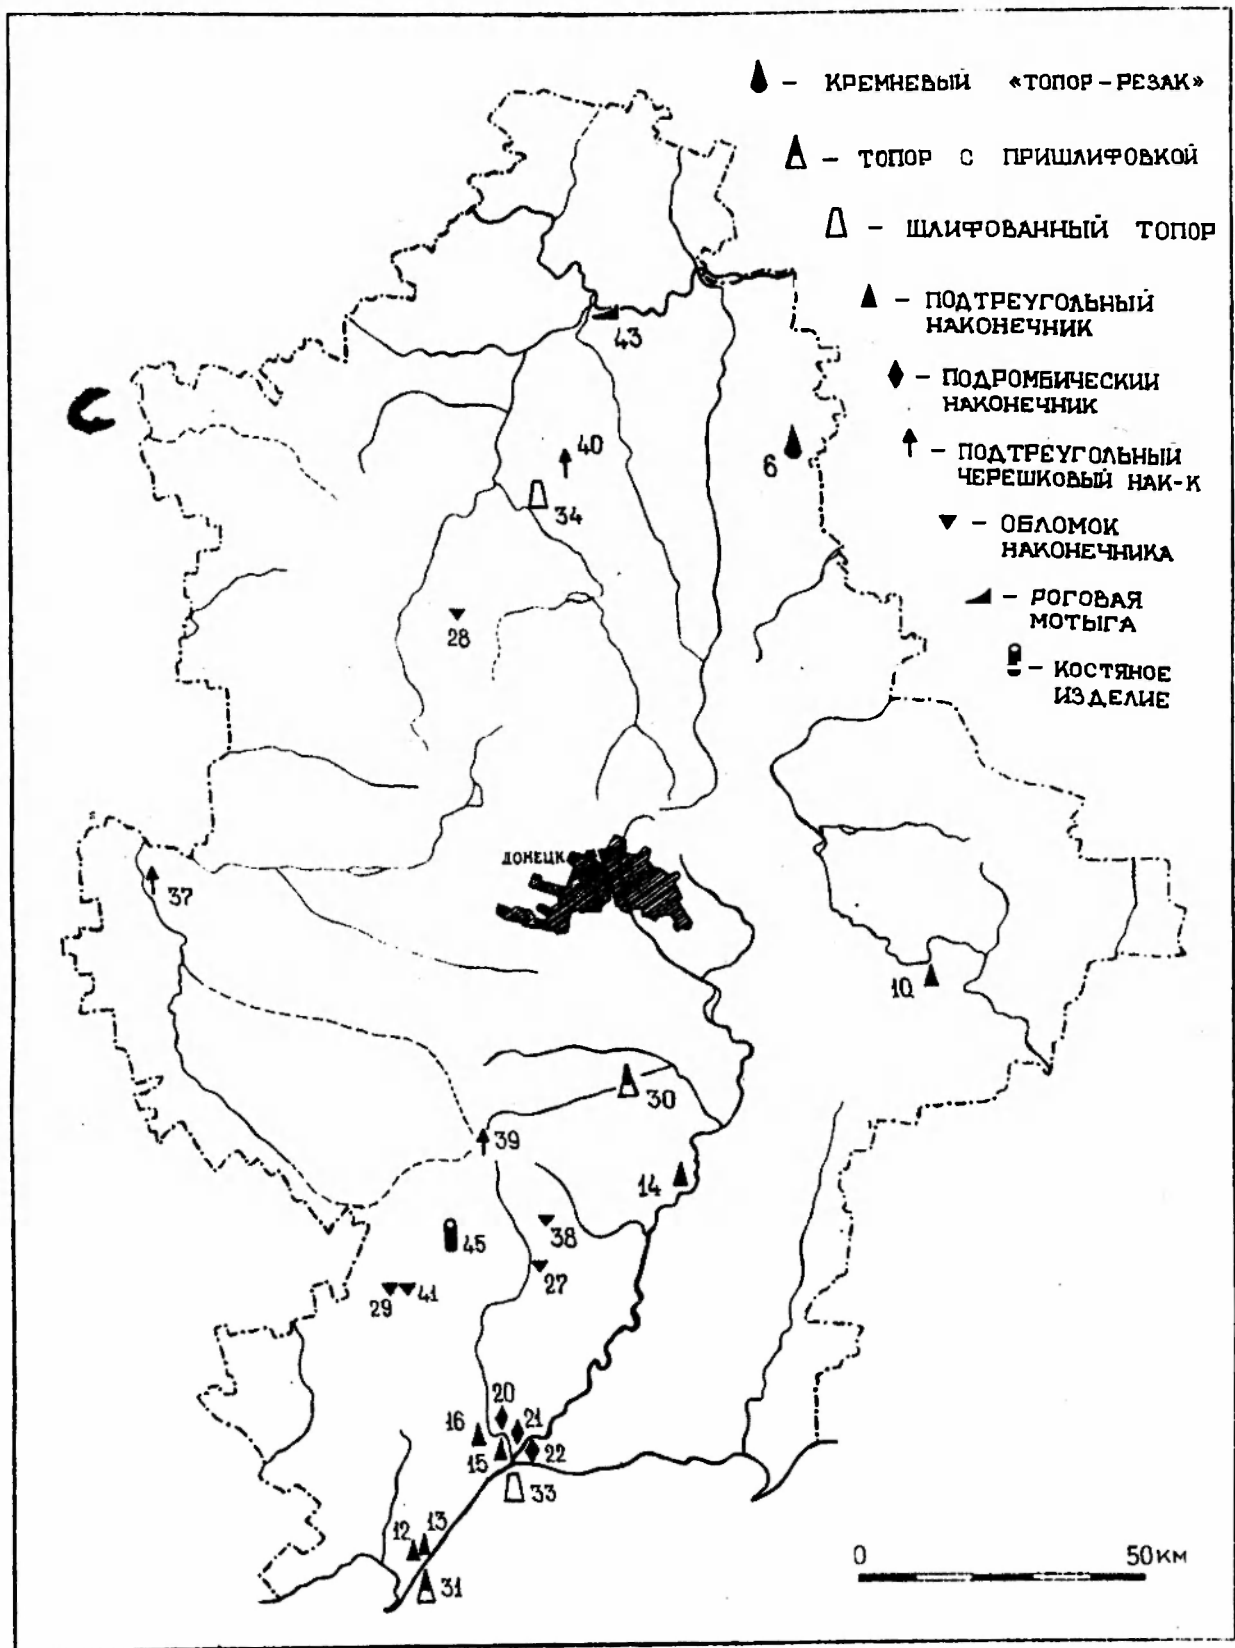 – КРЕМНЕВЫЙ «ТОПОР – РЕЗАК»
– ТОПОР С ПРИШЛИФОВКОЙ
– ШЛИФОВАННЫЙ ТОПОР
– ПОДТРЕУГОЛЬНЫЙ
НАКОНЕЧНИК
– ПОДРОМБИЧЕСКИЙ
НАКОНЕЧНИК
– ПОДТРЕУГОЛЬНЫЙ
ЧЕРЕШКОВЫЙ НАК-К
– ОБЛОМОК
НАКОНЕЧНИКА
– РОГОВАЯ
МОТЫГА
– КОСТЯНОЕ
ИЗДЕЛИЕ
С
43
40
6
34
28
ДОНЕЦК
37
10
30
39
14
38
45
27
29
41
20
16
21
15
22
33
12
13
31
0
50 КМ